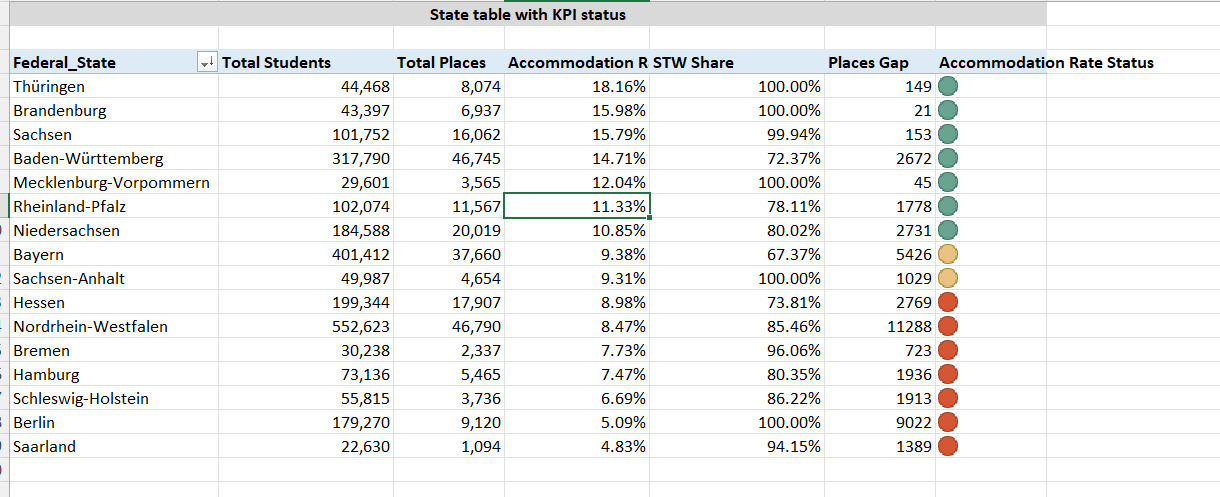 State table with KPI status
Federal_State Total Students Total Places Accommodation R STW Share Places Gap Accommodation Rate Status
Thüringen 44,468 8,074 18.16% 100.00% 149
Brandenburg 43,397 6,937 15.98% 100.00% 21
Sachsen 101,752 16,062 15.79% 99.94% 153
Baden-Württemberg 317,790 46,745 14.71% 72.37% 2672
Mecklenburg-Vorpommern 29,601 3,565 12.04% 100.00% 45
Rheinland-Pfalz 102,074 11,567 11.33% 78.11% 1778
Niedersachsen 184,588 20,019 10.85% 80.02% 2731
Bayern 401,412 37,660 9.38% 67.37% 5426
Sachsen-Anhalt 49,987 4,654 9.31% 100.00% 1029
Hessen 199,344 17,907 8.98% 73.81% 2769
Nordrhein-Westfalen 552,623 46,790 8.47% 85.46% 11288
Bremen 30,238 2,337 7.73% 96.06% 723
Hamburg 73,136 5,465 7.47% 80.35% 1936
Schleswig-Holstein 55,815 3,736 6.69% 86.22% 1913
Berlin 179,270 9,120 5.09% 100.00% 9022
Saarland 22,630 1,094 4.83% 94.15% 1389